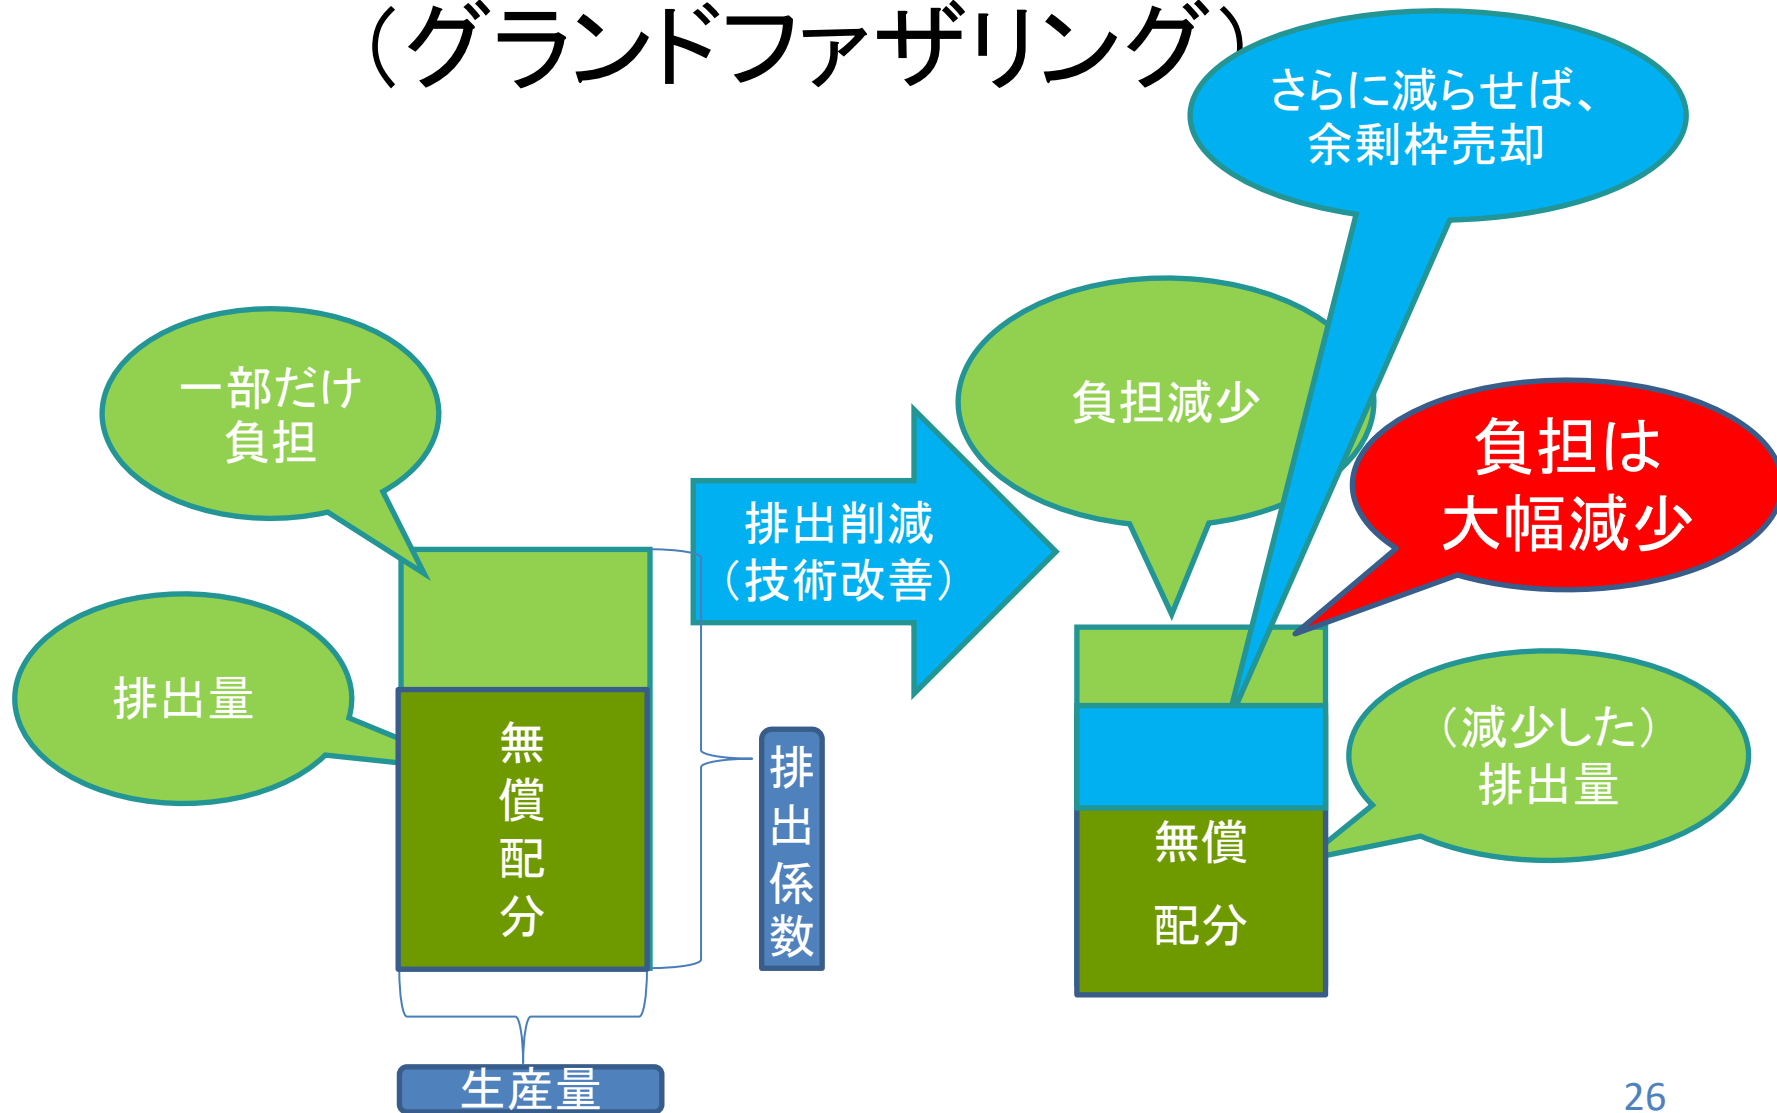 （グランドファザリング）
さらに減らせば、
余剰枠売却
一部だけ
負担
負担減少
負担は
大幅減少
排出削減
（技術改善）
排出量
無
償
配
分
排
出
係
数
（減少した）
排出量
無償
配分
生産量
26